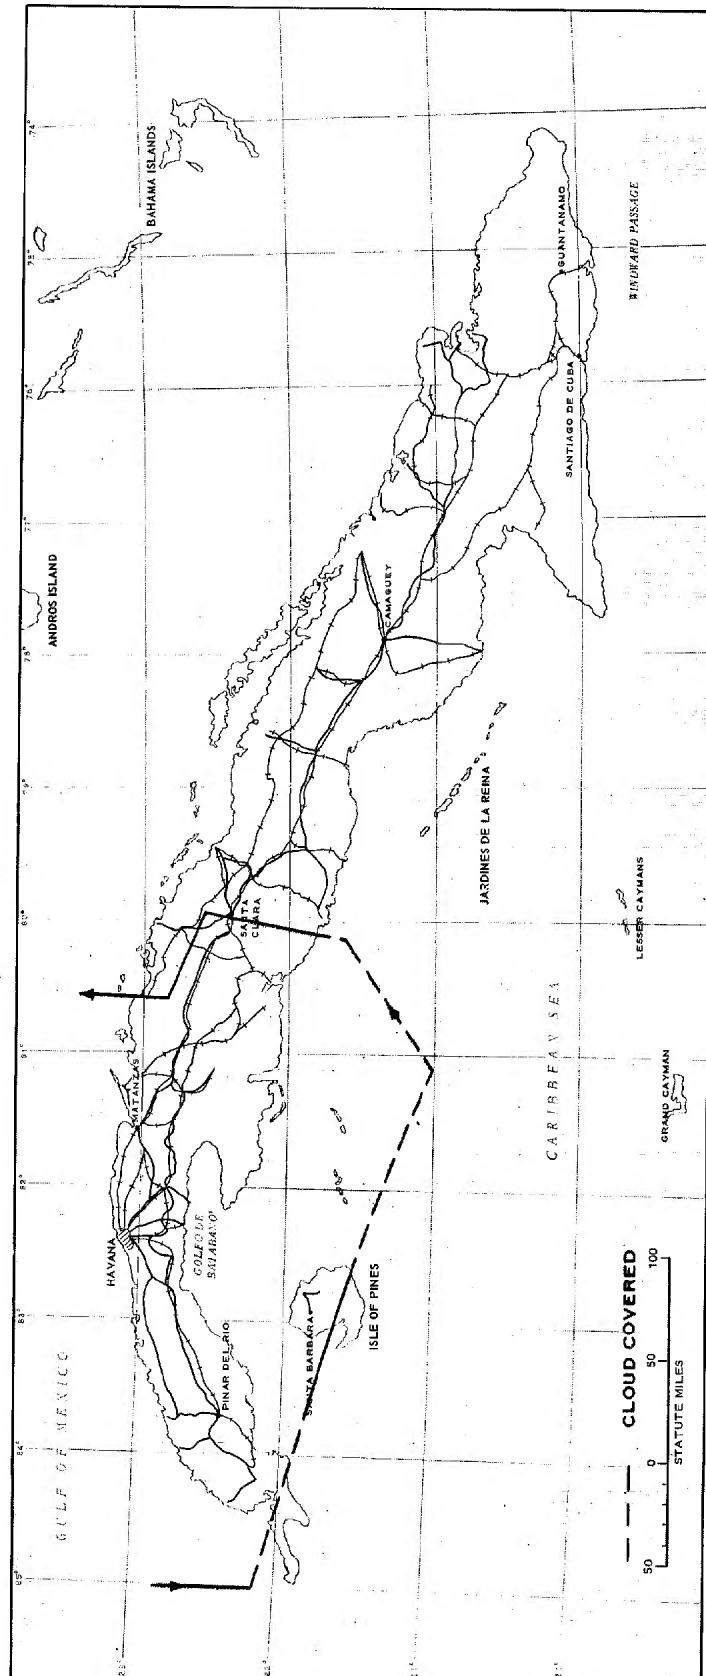 GULF OF MEXICO
HAVANA
MATANZAS
ANDROS ISLAND
BAHAMA ISLANDS
PINAR DEL RIO
GOLFO DE
SANTA
CLARA
CAMAGUEY
GUANTANAMO
SANTIAGO DE CUBA
WINDWARD PASSAGE
SANTA BARBARA
ISLE OF PINES
JARDINES DE LA REINA
CARIBBEAN SEA
LESSER CAYMANS
GRAND CAYMAN
85°
84°
83°
82°
81°
80°
79°
78°
77°
76°
75°
74°
23°
22°
21°
CLOUD COVERED
50 0 50 100
STATUTE MILES